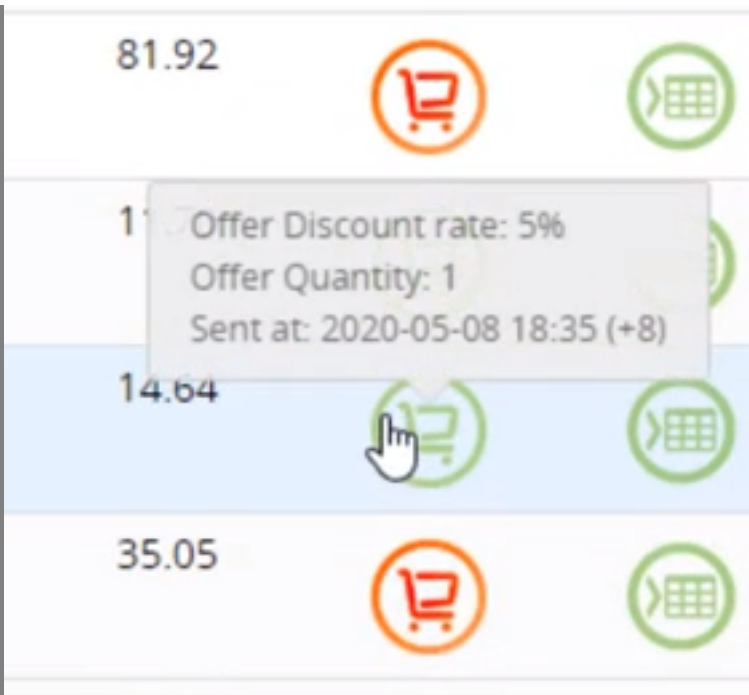 81.92
Offer Discount rate: 5%
Offer Quantity: 1
Sent at: 2020-05-08 18:35 (+8)
14.64
35.05